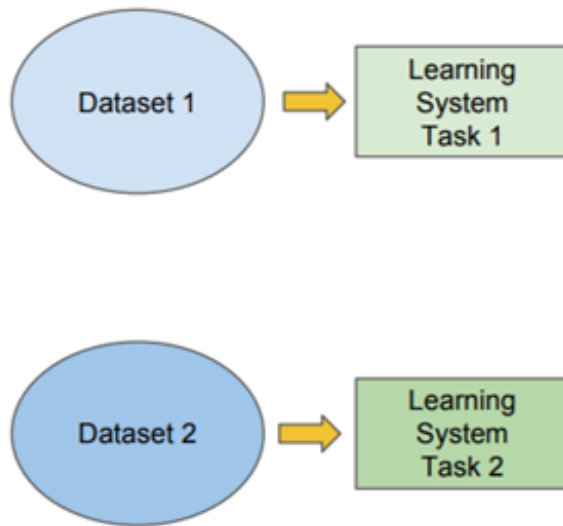 Dataset 1
Learning
System
Task 1
Dataset 2
Learning
System
Task 2